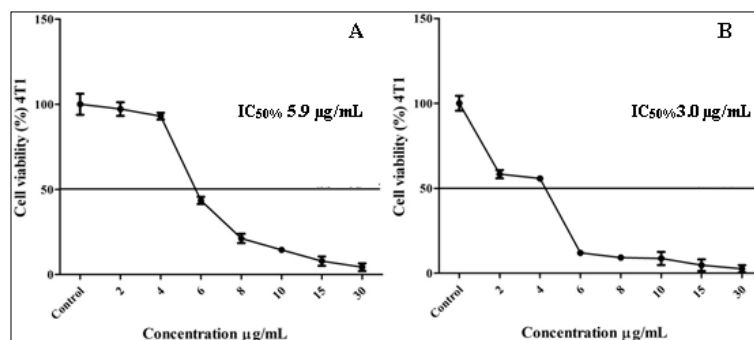 A
150
100
50
0
Cell viability (%) 4T1
IC50% 5.9 µg/mL
Control
2
4
6
8
10
15
30
Concentration µg/mL
B
150
100
50
0
Cell viability (%) 4T1
IC50%3.0 µg/mL
Control
2
4
6
8
10
15
30
Concentration µg/mL